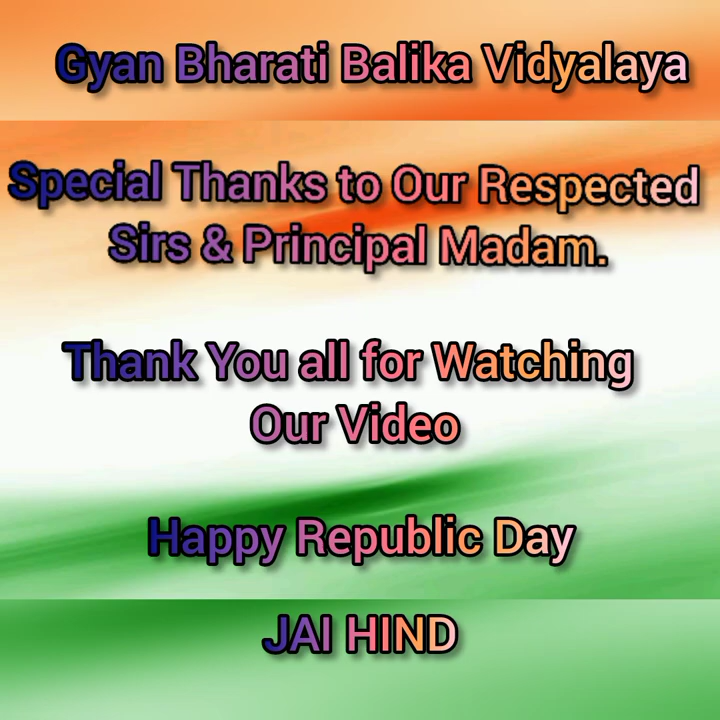 Gyan Bharati Balika Vidyalaya
Special Thanks to Our Respected
Sirs & Principal Madam.
Thank You all for Watching
Our Video
Happy Republic Day
JAI HIND